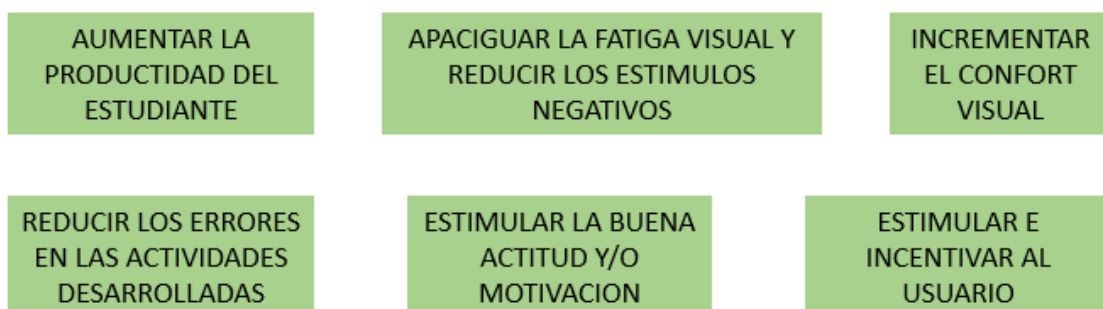 AUMENTAR LA
PRODUCTIDAD DEL
ESTUDIANTE
APACIGUAR LA FATIGA VISUAL Y
REDUCIR LOS ESTIMULOS
NEGATIVOS
INCREMENTAR
EL CONFORT
VISUAL
REDUCIR LOS ERRORES
EN LAS ACTIVIDADES
DESARROLLADAS
ESTIMULAR LA BUENA
ACTITUD Y/O
MOTIVACION
ESTIMULAR E
INCENTIVAR AL
USUARIO